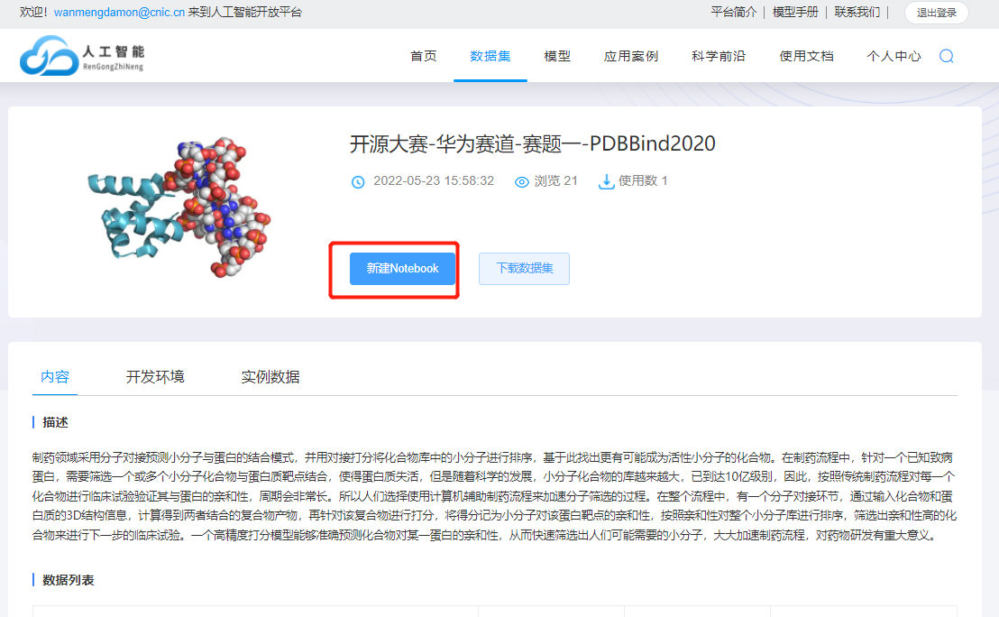 欢迎！wanmengdamon@cnic.cn 来到人工智能开放平台
平台简介 | 模型手册 | 联系我们 | 退出登录
人工智能
RenGongZhiNeng
首页 数据集 模型 应用案例 科学前沿 使用文档 个人中心
开源大赛-华为赛道-赛题一-PDBBind2020
2022-05-23 15:58:32 浏览 21 使用数 1
新建Notebook 下载数据集
内容 开发环境 实例数据
描述
制药领域采用分子对接预测小分子与蛋白的结合模式，并用对接打分将化合物库中的小分子进行排序，基于此找出更有可能成为活性小分子的化合物。在制药流程中，针对一个已知致病
蛋白，需要筛选一个或多个小分子化合物与蛋白质靶点结合，使得蛋白质失活，但是随着科学的发展，小分子化合物的库越来越大，已到达10亿级别，因此，按照传统制药流程对每一个
化合物进行临床试验验证其与蛋白的亲和性，周期会非常长。所以人们选择使用计算机辅助制药流程来加速分子筛选的过程。在整个流程中，有一个分子对接环节，通过输入化合物和蛋
白质的3D结构信息，计算得到两者结合的复合物产物，再针对该复合物进行打分，将得分记为小分子对该蛋白靶点的亲和性，按照亲和性对整个小分子库进行排序，筛选出亲和性高的化
合物来进行下一步的临床试验。一个高精度打分模型能够准确预测化合物对某一蛋白的亲和性，从而快速筛选出人们可能需要的小分子，大大加速制药流程，对药物研发有重大意义。
数据列表